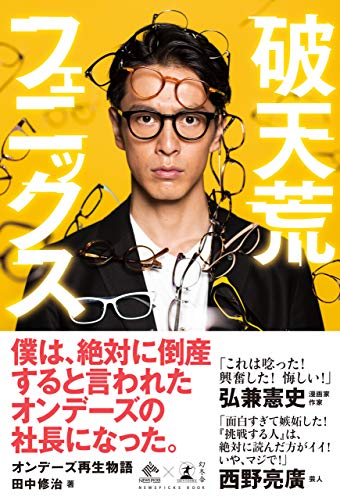 破天荒
フェニックス
僕は、絶対に倒産
すると言われた
オンデーズの
社長になった。
オンデーズ再生物語
田中修治 著
NEWS PICKS
×
幻冬舎
NEWSPICKS BOOK
「これは唸った!
興奮した! 悔しい!」
弘兼憲史 漫画家 作家
「面白すぎて嫉妬した!
『挑戦する人』は、
絶対に読んだ方がイイ!
いや、マジで!」
西野亮廣 芸人